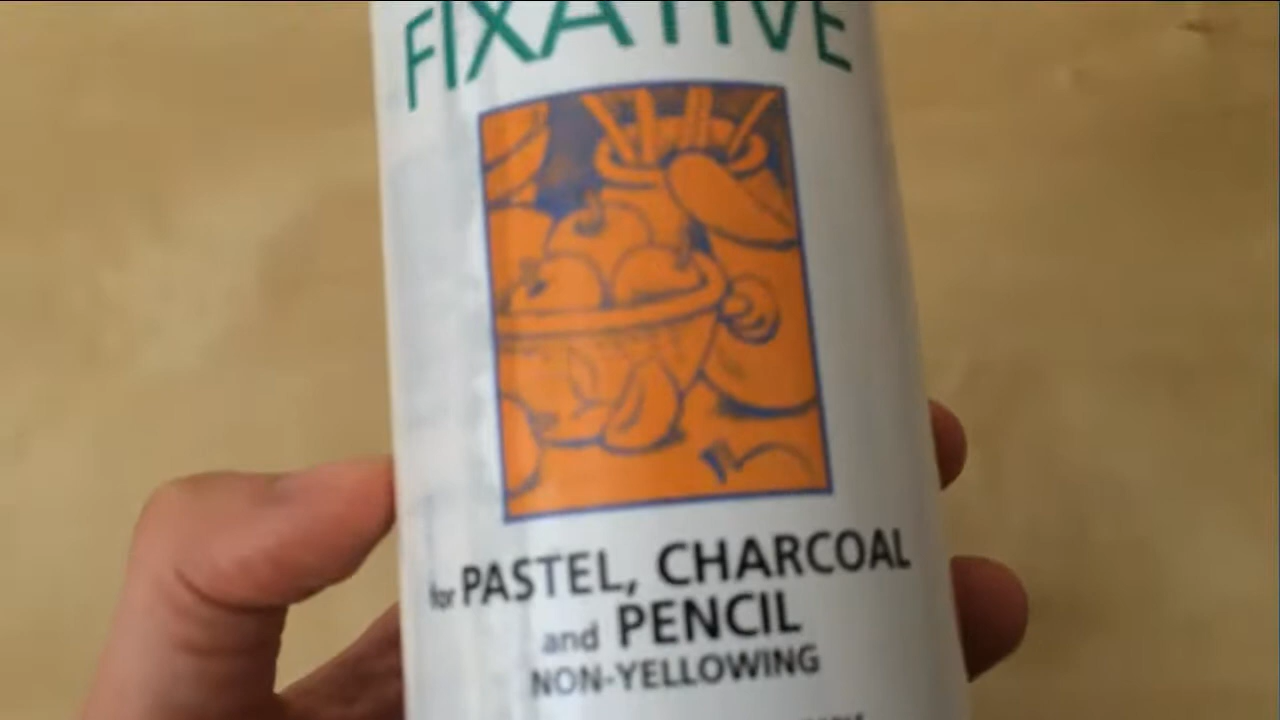 FIXATIVE
for PASTEL, CHARCOAL
and PENCIL
NON-YELLOWING